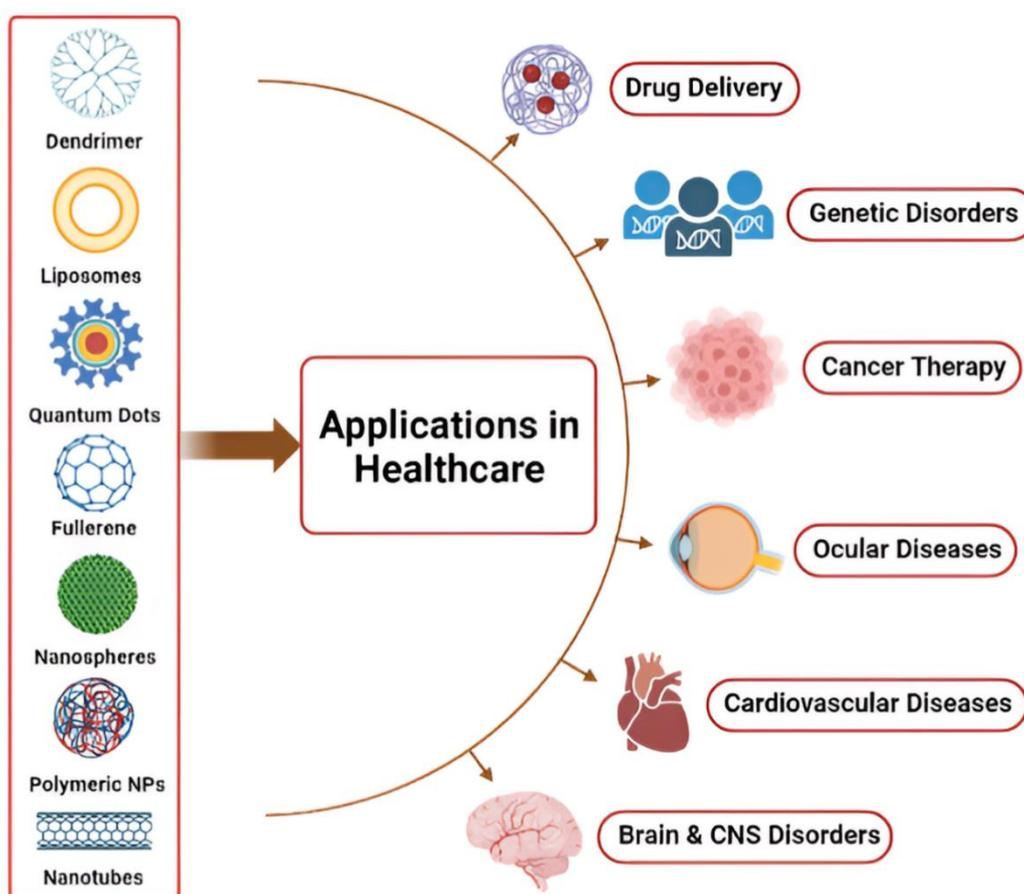 Dendrimer
Liposomes
Quantum Dots
Fullerene
Nanospheres
Polymeric NPs
Nanotubes
Applications in
Healthcare
Drug Delivery
Genetic Disorders
Cancer Therapy
Ocular Diseases
Cardiovascular Diseases
Brain & CNS Disorders